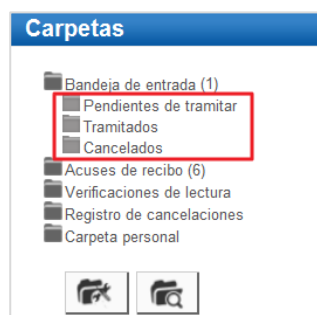 Carpetas
Bandeja de entrada (1)
Pendientes de tramitar
Tramitados
Cancelados
Acuses de recibo (6)
Verificaciones de lectura
Registro de cancelaciones
Carpeta personal